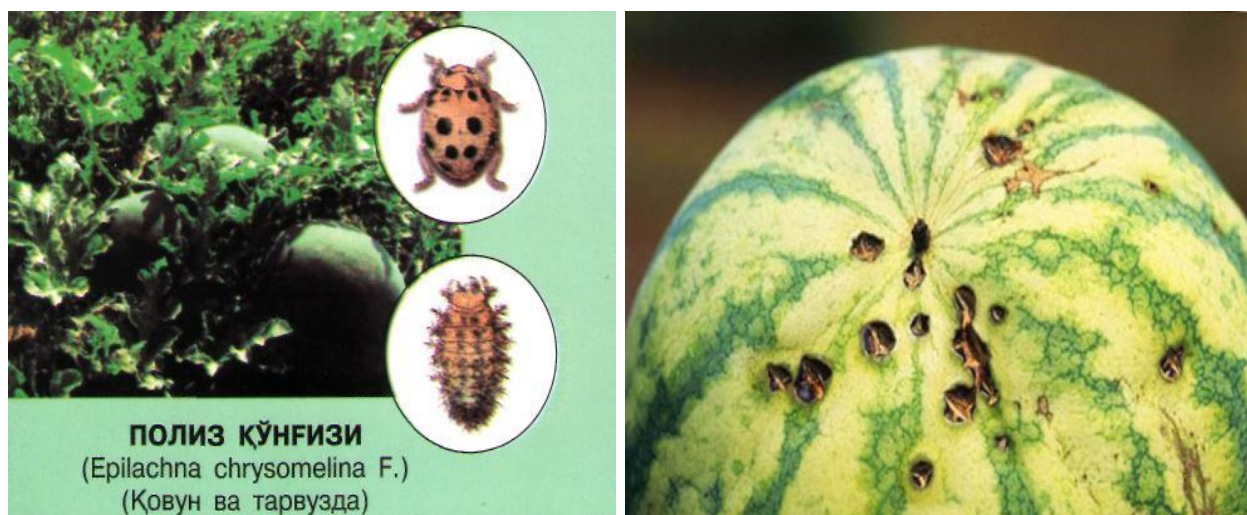 ПОЛИЗ ҚЎНҒИЗИ
(Epilachna chrysomelina F.)
(Қовун ва тарвузда)